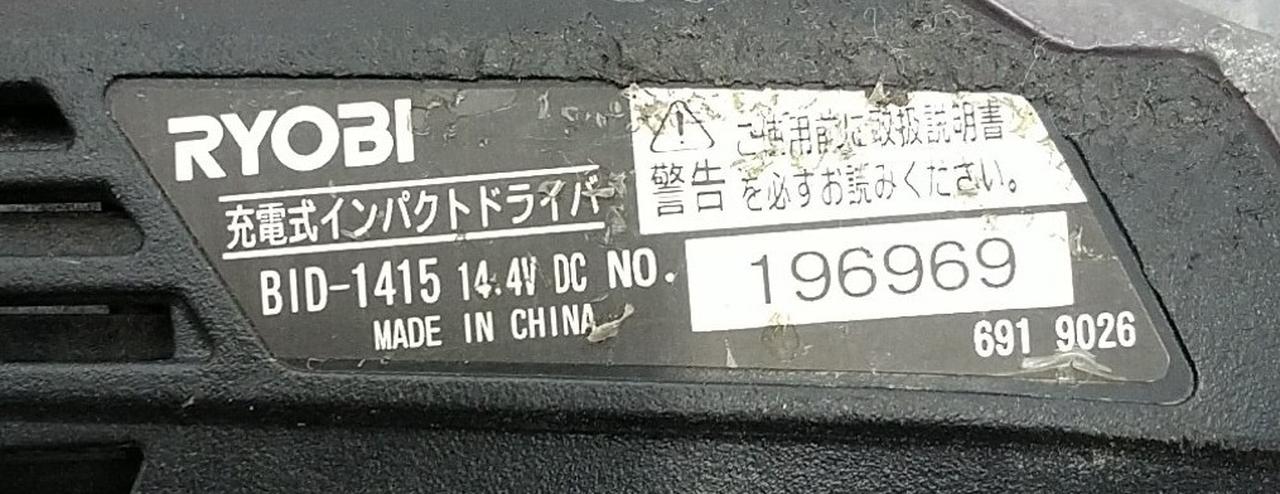 RYOBI
充電式インパクトドライバ
BID-1415 14.4V DC NO. 196969
MADE IN CHINA
691 9026
警告
ご使用前に取扱説明書
を必ずお読みください。